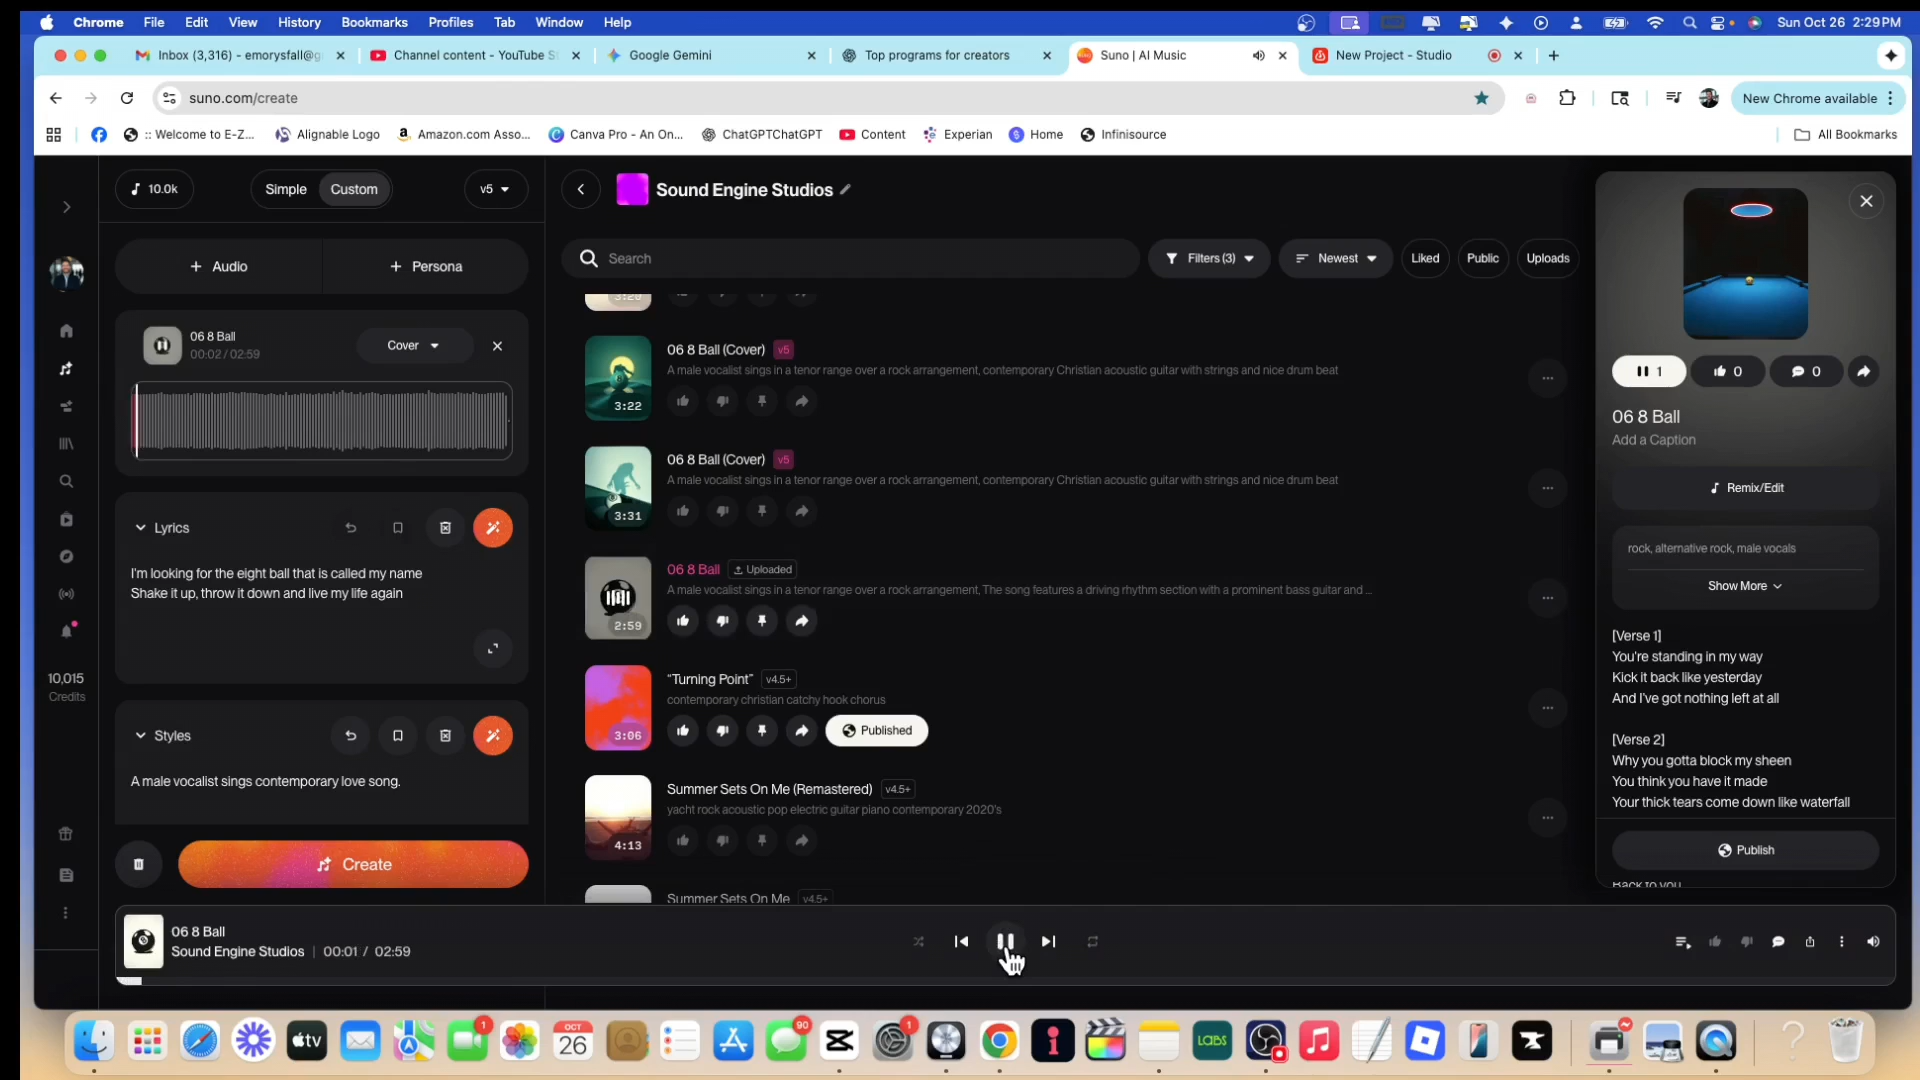 Chrome File Edit View History Bookmarks Profiles Tab Window Help Sun Oct 26 2:29 PM
Inbox (3,316) - emorysfall@g Channel content - YouTube S Google Gemini Top programs for creators Suno | AI Music New Project - Studio
suno.com/create New Chrome available
:: Welcome to E-Z... Alignable Logo Amazon.com Asso... Canva Pro - An On... ChatGPTChatGPT Content Experian Home Infinisource All Bookmarks
10.0k Simple Custom v5
Sound Engine Studios
Audio Persona
Search Filters (3) Newest Liked Public Uploads
3:20
06 8 Ball
00:02 / 02:59
Cover
06 8 Ball (Cover) v5
A male vocalist sings in a tenor range over a rock arrangement, contemporary Christian acoustic guitar with strings and nice drum beat
3:22
06 8 Ball (Cover) v5
A male vocalist sings in a tenor range over a rock arrangement, contemporary Christian acoustic guitar with strings and nice drum beat
3:31
06 8 Ball Uploaded
A male vocalist sings in a tenor range over a rock arrangement, The song features a driving rhythm section with a prominent bass guitar and ...
2:59
"Turning Point" v4.5+
contemporary christian catchy hook chorus
3:06 Published
Summer Sets On Me (Remastered) v4.5+
yacht rock acoustic pop electric guitar piano contemporary 2020's
4:13
Summer Sets On Me v4.5+
Lyrics
I'm looking for the eight ball that is called my name
Shake it up, throw it down and live my life again
10,015
Credits
Styles
A male vocalist sings contemporary love song.
Create
1 0 0
06 8 Ball
Add a Caption
Remix/Edit
rock, alternative rock, male vocals
Show More
[Verse 1]
You're standing in my way
Kick it back like yesterday
And I've got nothing left at all
[Verse 2]
Why you gotta block my sheen
You think you have it made
Your thick tears come down like waterfall
Publish
Back to you
06 8 Ball
Sound Engine Studios | 00:01 / 02:59
tv 1 OCT 26 90 1 LABS